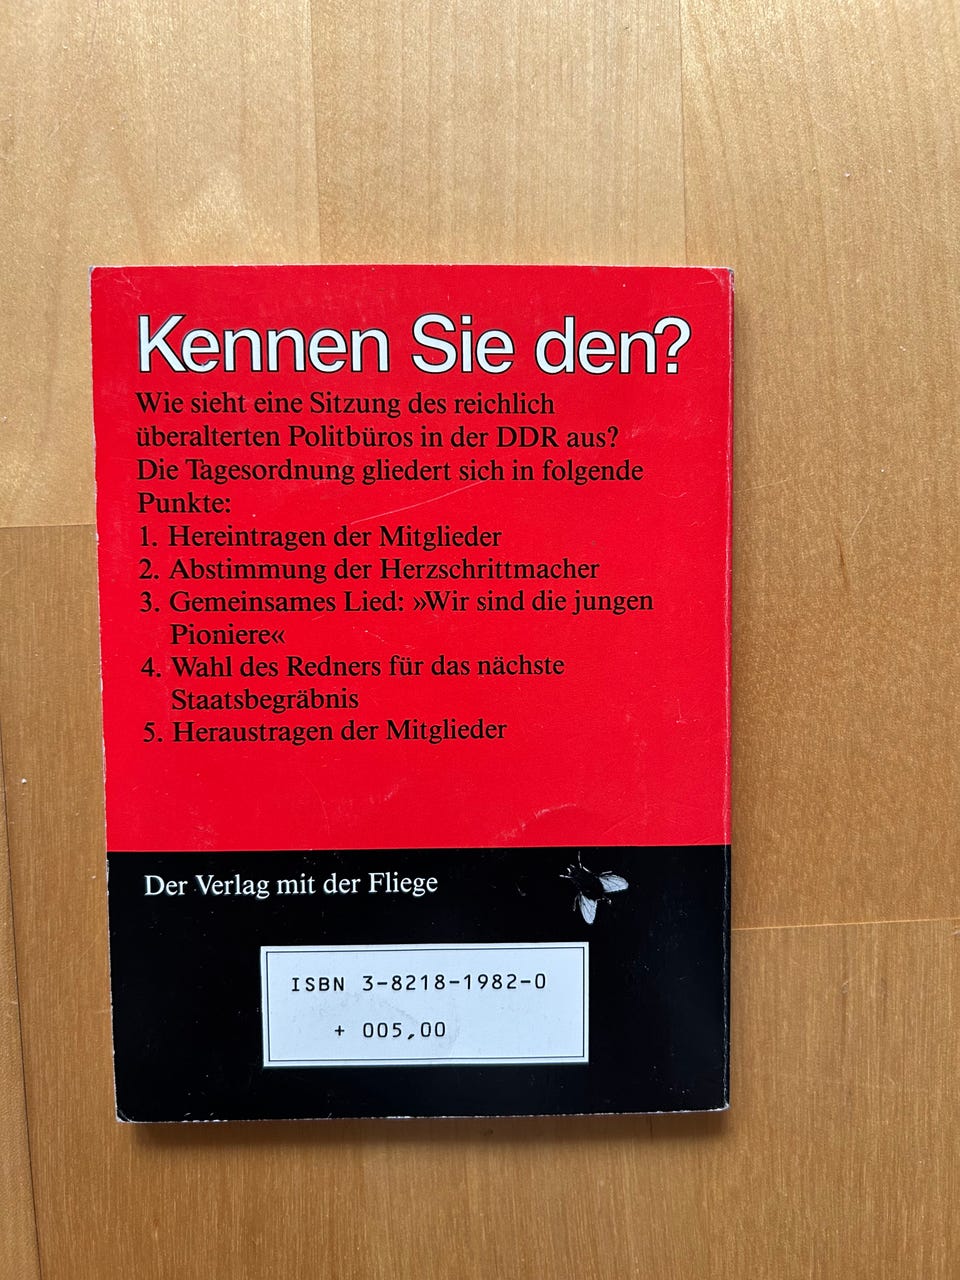 Kennen Sie den?
Wie sieht eine Sitzung des reichlich
überalterten Politbüros in der DDR aus?
Die Tagesordnung gliedert sich in folgende
Punkte:
1. Hereintragen der Mitglieder
2. Abstimmung der Herzschrittmacher
3. Gemeinsames Lied: »Wir sind die jungen
Pioniere«
4. Wahl des Redners für das nächste
Staatsbegräbnis
5. Heraustragen der Mitglieder
Der Verlag mit der Fliege
ISBN 3-8218-1982-0
+ 005,00